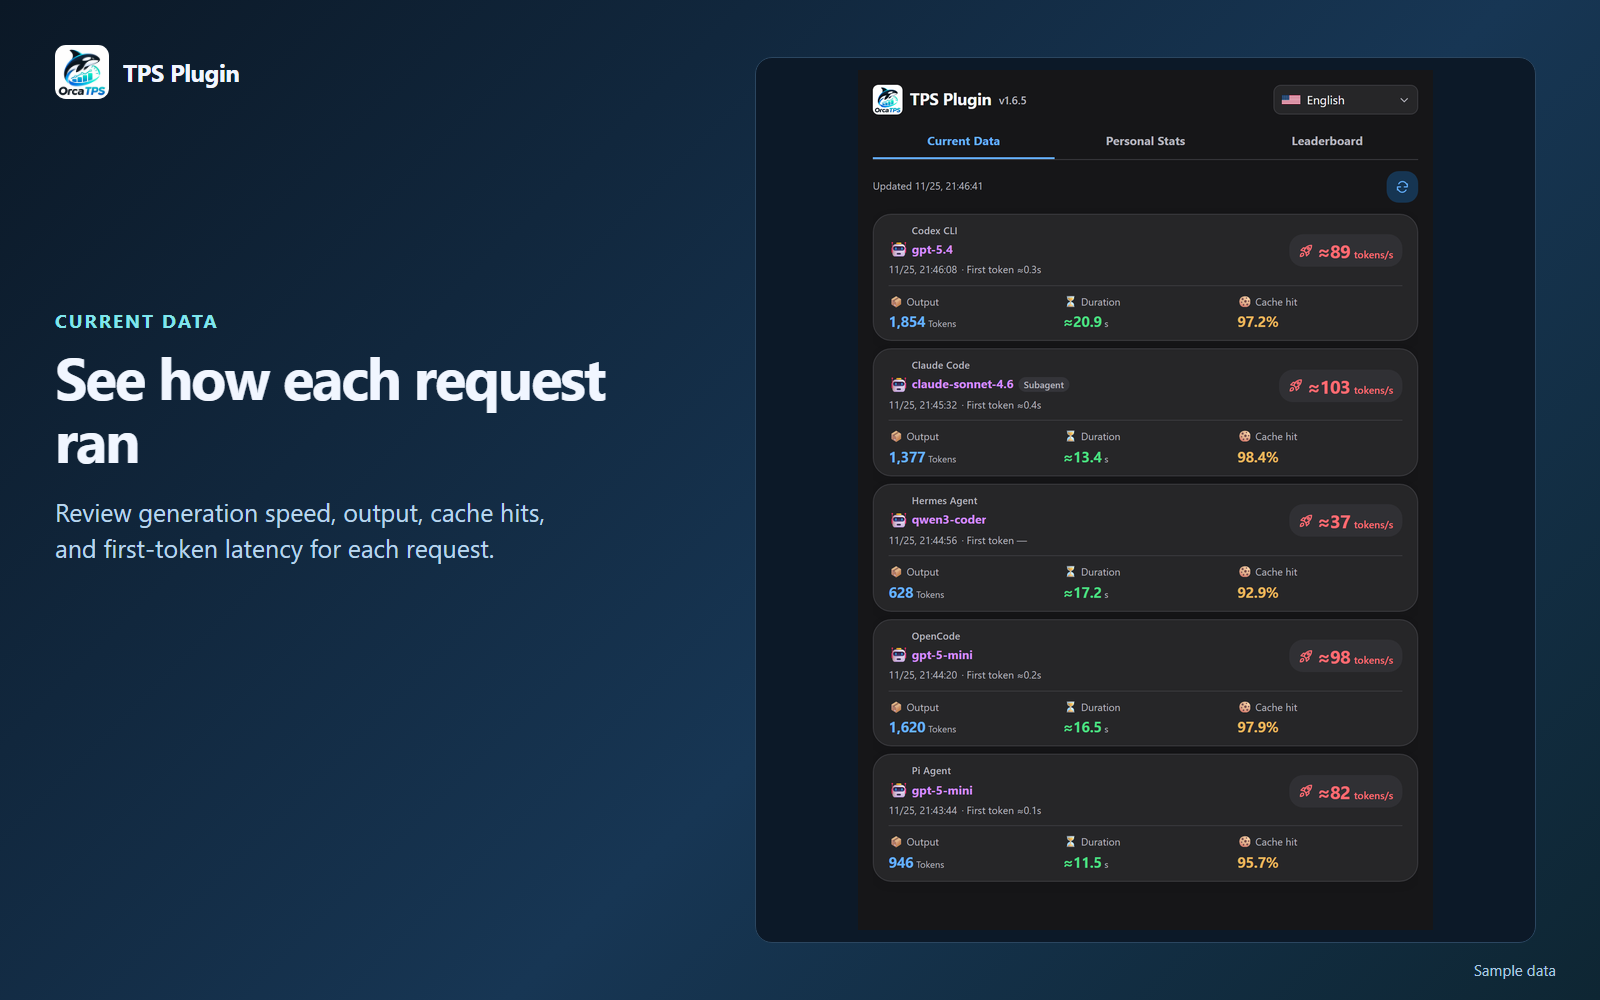 OrcaTPS
TPS Plugin
CURRENT DATA
See how each request
ran
Review generation speed, output, cache hits,
and first-token latency for each request.
OrcaTPS
TPS Plugin v1.6.5
English
Current Data
Personal Stats
Leaderboard
Updated 11/25, 21:46:41
Codex CLI
gpt-5.4
11/25, 21:46:08 · First token ≈0.3s
≈89 tokens/s
Output
Duration
Cache hit
1,854 Tokens
≈20.9 s
97.2%
Claude Code
claude-sonnet-4.6 Subagent
11/25, 21:45:32 · First token ≈0.4s
≈103 tokens/s
Output
Duration
Cache hit
1,377 Tokens
≈13.4 s
98.4%
Hermes Agent
qwen3-coder
11/25, 21:44:56 · First token —
≈37 tokens/s
Output
Duration
Cache hit
628 Tokens
≈17.2 s
92.9%
OpenCode
gpt-5-mini
11/25, 21:44:20 · First token ≈0.2s
≈98 tokens/s
Output
Duration
Cache hit
1,620 Tokens
≈16.5 s
97.9%
Pi Agent
gpt-5-mini
11/25, 21:43:44 · First token ≈0.1s
≈82 tokens/s
Output
Duration
Cache hit
946 Tokens
≈11.5 s
95.7%
Sample data